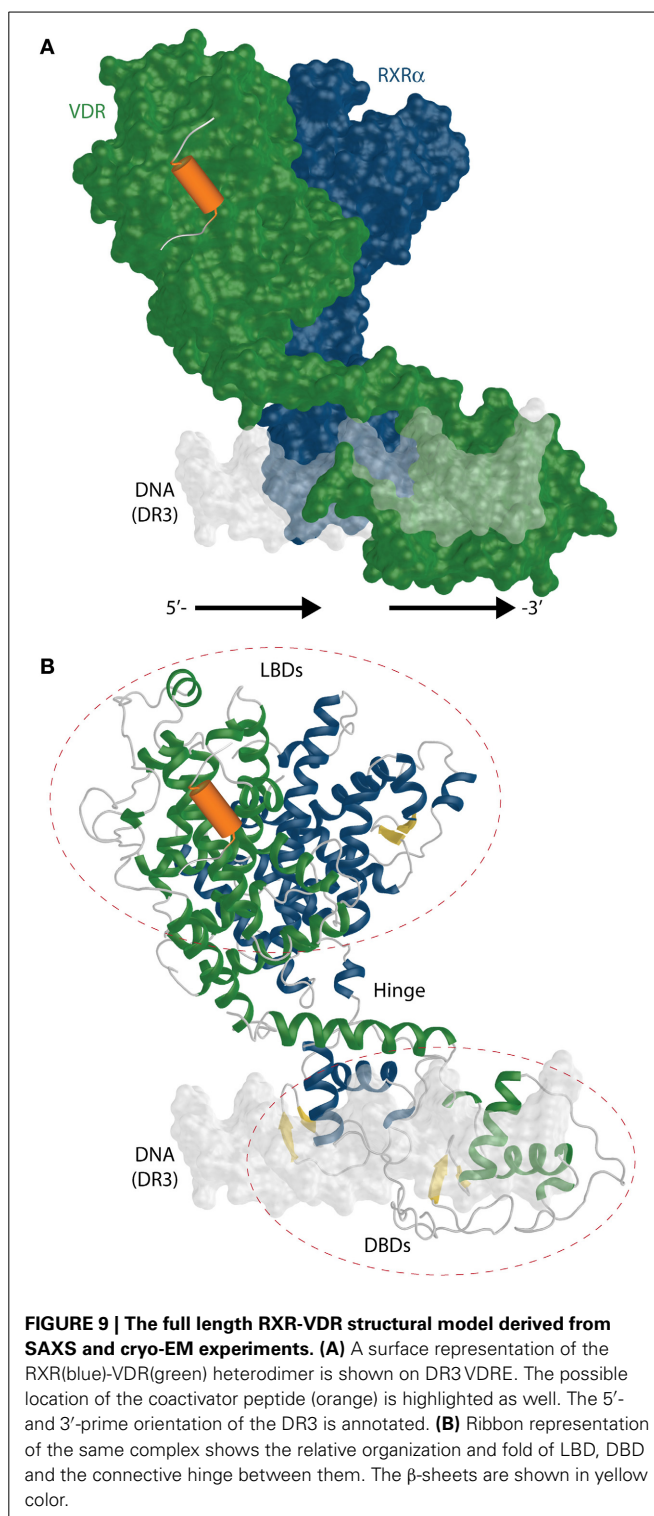 A
RXRα
VDR
DNA
(DR3)
5′-
-3′
B
LBDs
Hinge
DNA
(DR3)
DBDs
FIGURE 9 | The full length RXR-VDR structural model derived from
SAXS and cryo-EM experiments. (A) A surface representation of the
RXR(blue)-VDR(green) heterodimer is shown on DR3 VDRE. The possible
location of the coactivator peptide (orange) is highlighted as well. The 5′-
and 3′-prime orientation of the DR3 is annotated. (B) Ribbon representation
of the same complex shows the relative organization and fold of LBD, DBD
and the connective hinge between them. The β-sheets are shown in yellow
color.